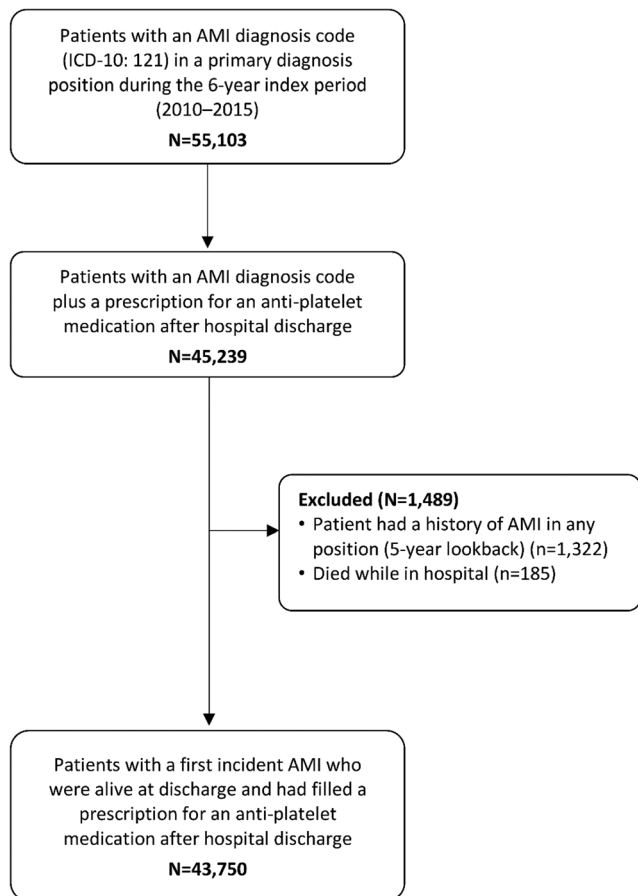 Patients with an AMI diagnosis code
(ICD-10: 121) in a primary diagnosis
position during the 6-year index period
(2010–2015)
N=55,103
Patients with an AMI diagnosis code
plus a prescription for an anti-platelet
medication after hospital discharge
N=45,239
Excluded (N=1,489)
• Patient had a history of AMI in any
position (5-year lookback) (n=1,322)
• Died while in hospital (n=185)
Patients with a first incident AMI who
were alive at discharge and had filled a
prescription for an anti-platelet
medication after hospital discharge
N=43,750